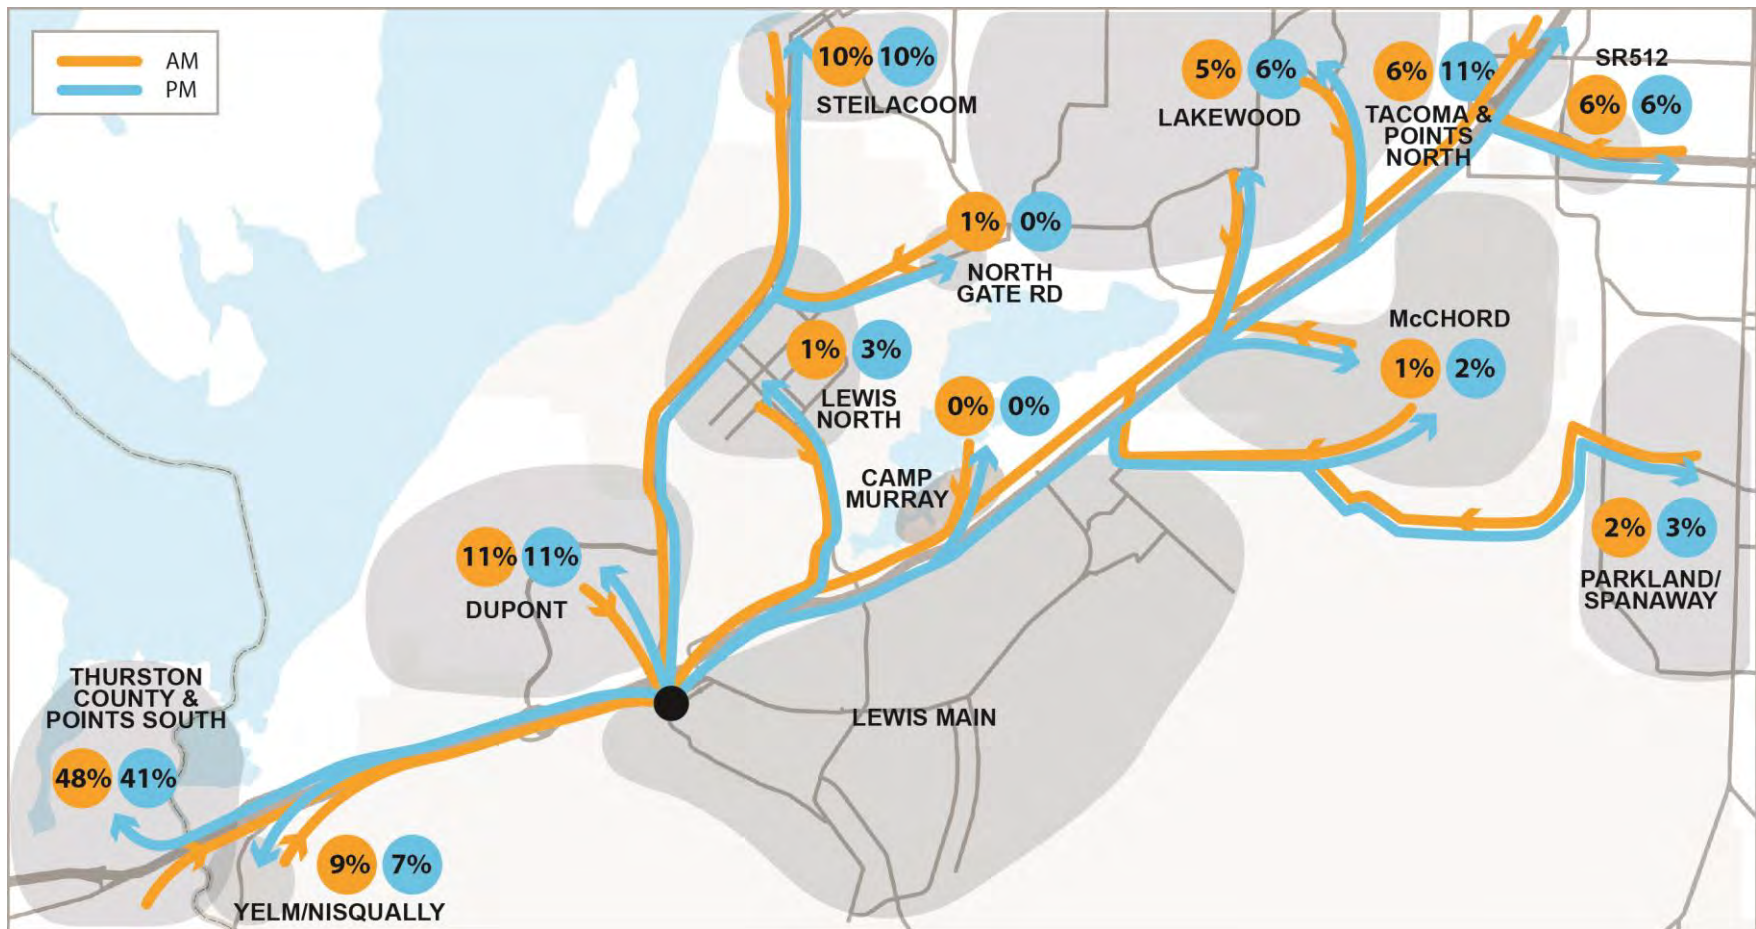 AM
PM
10% 10%
STEILACOOM
5% 6%
LAKEWOOD
6% 11%
TACOMA &
POINTS
NORTH
SR512
6% 6%
1% 0%
NORTH
GATE RD
1% 3%
LEWIS
NORTH
0% 0%
CAMP
MURRAY
McCHORD
1% 2%
2% 3%
PARKLAND/
SPANAWAY
11% 11%
DUPONT
THURSTON
COUNTY &
POINTS SOUTH
48% 41%
LEWIS MAIN
9% 7%
YELM/NISQUALLY